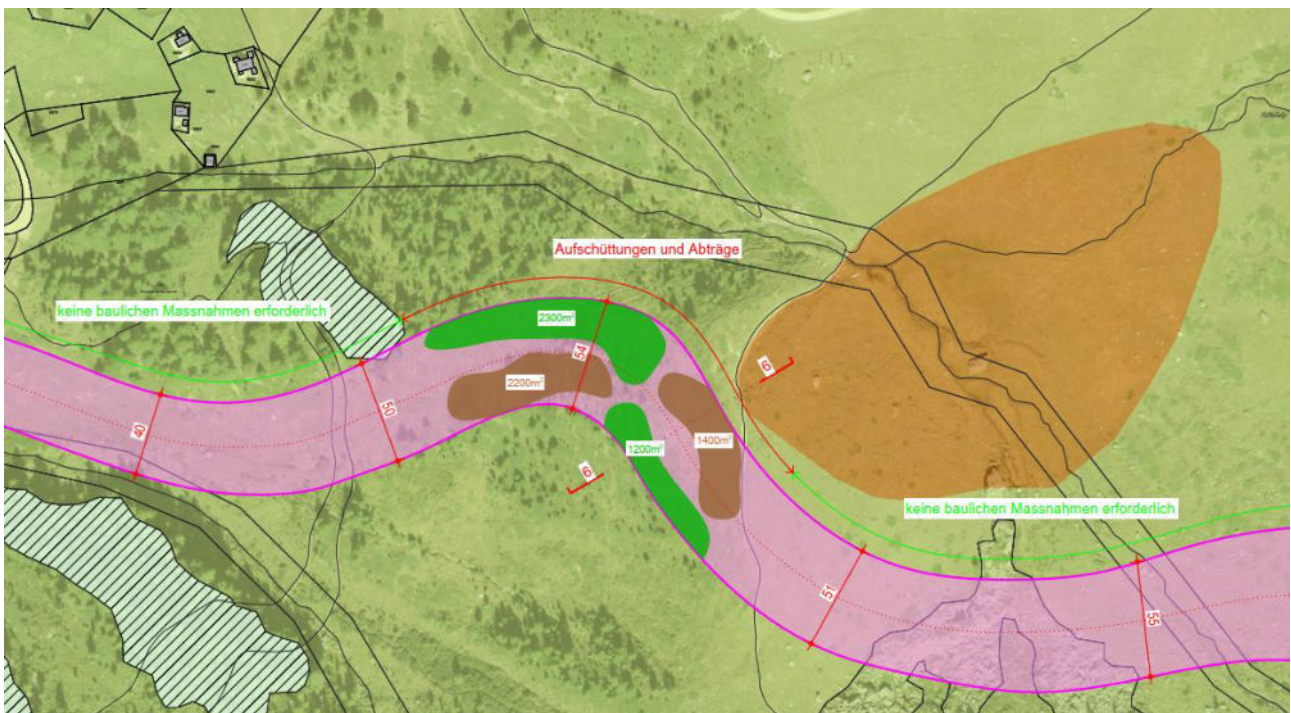 Aufschüttungen und Abträge
keine baulichen Massnahmen erforderlich
2300m²
54
6
50
2200m²
40
1200m²
1400m²
6
keine baulichen Massnahmen erforderlich
51
55